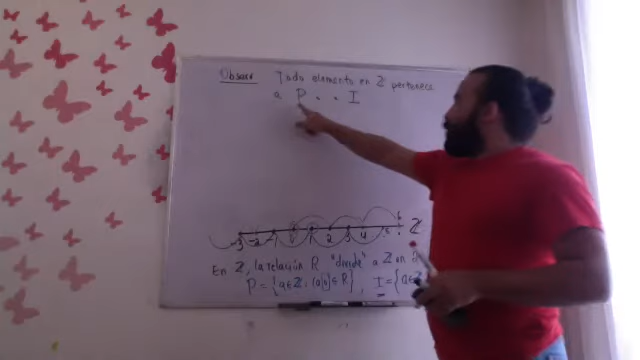 Observe Todo elemento en ℤ pertenece
a P . . I
-3 -2 -1 0 1 2 3 4 5 6 ℤ
En ℤ, la relación R "divide" a ℤ en
P = { a∈ℤ : (a,0)∈R } , I = {